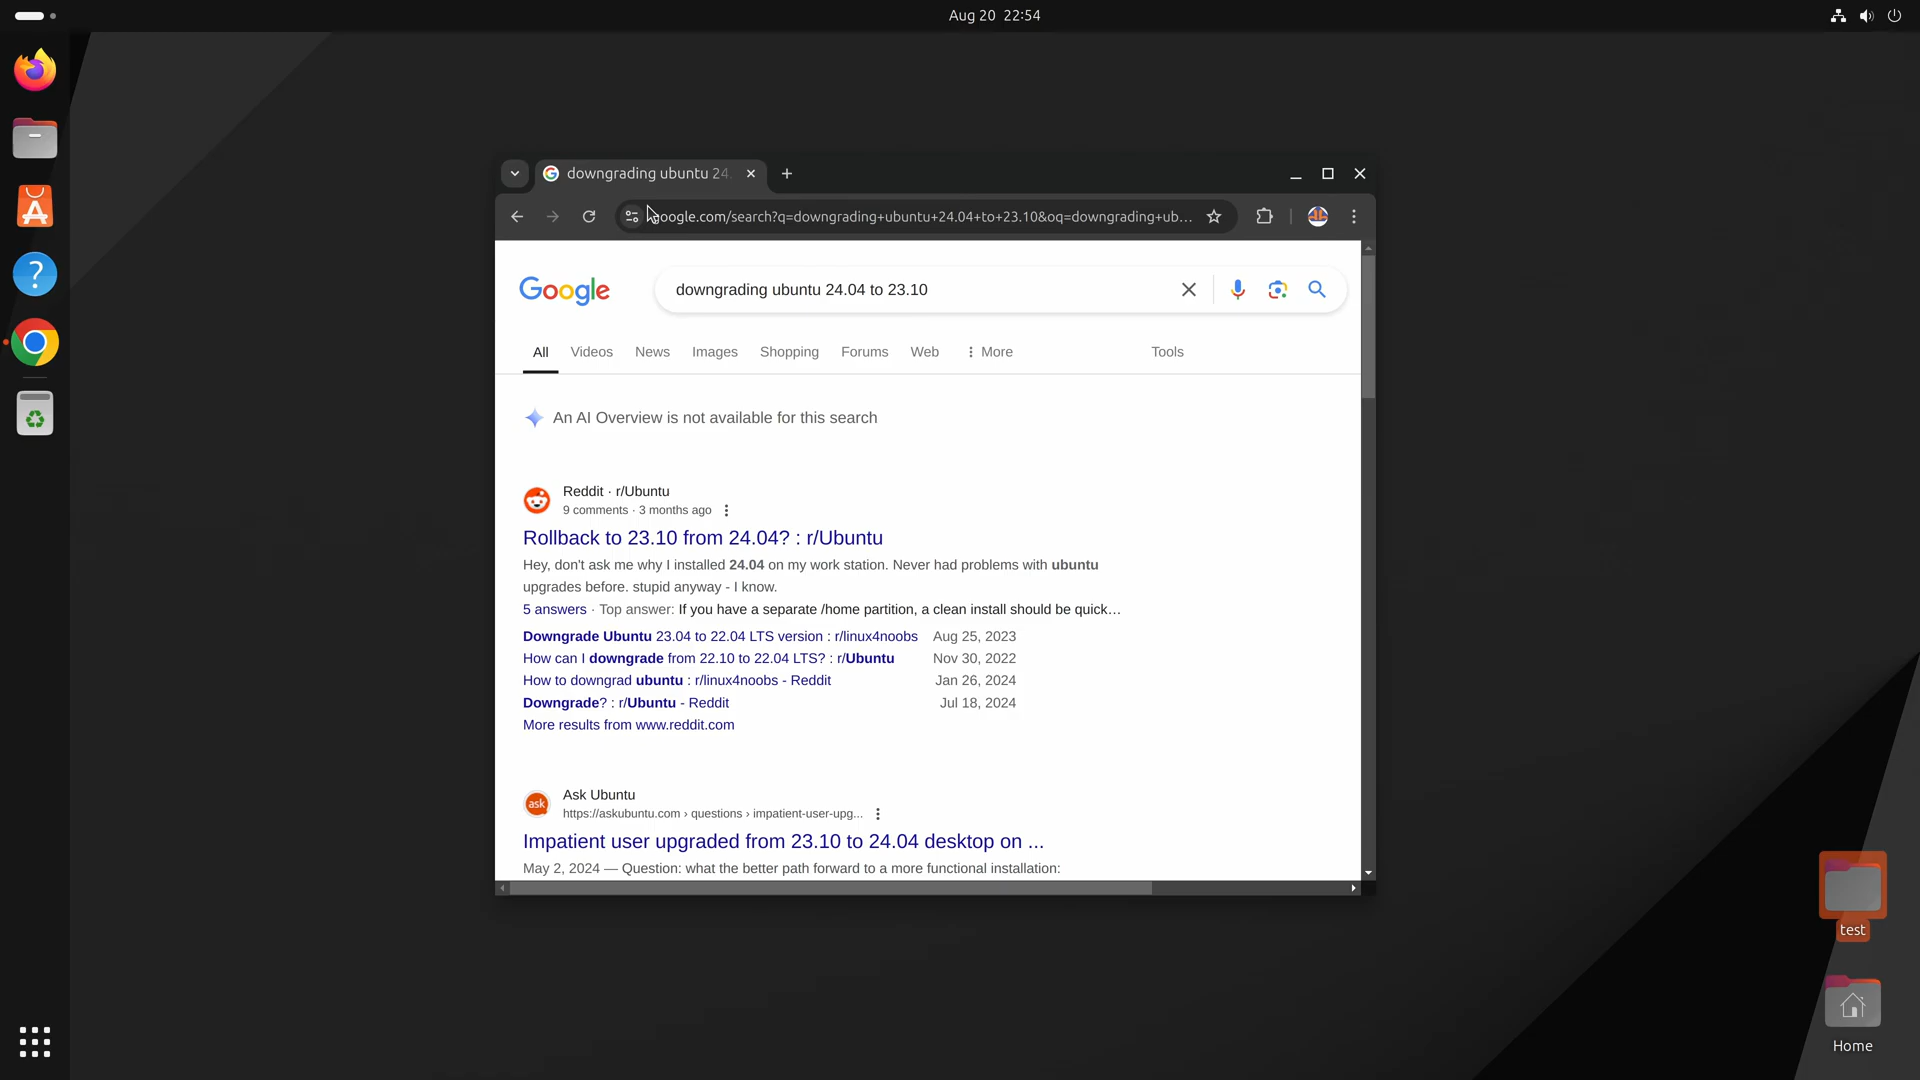 Aug 20 22:54
downgrading ubuntu 24
google.com/search?q=downgrading+ubuntu+24.04+to+23.10&oq=downgrading+ub...
Google
downgrading ubuntu 24.04 to 23.10
All Videos News Images Shopping Forums Web More Tools
An AI Overview is not available for this search
Reddit · r/Ubuntu
9 comments · 3 months ago
Rollback to 23.10 from 24.04? : r/Ubuntu
Hey, don't ask me why I installed 24.04 on my work station. Never had problems with ubuntu
upgrades before. stupid anyway - I know.
5 answers · Top answer: If you have a separate /home partition, a clean install should be quick…
Downgrade Ubuntu 23.04 to 22.04 LTS version : r/linux4noobs Aug 25, 2023
How can I downgrade from 22.10 to 22.04 LTS? : r/Ubuntu Nov 30, 2022
How to downgrad ubuntu : r/linux4noobs - Reddit Jan 26, 2024
Downgrade? : r/Ubuntu - Reddit Jul 18, 2024
More results from www.reddit.com
ask
Ask Ubuntu
https://askubuntu.com › questions › impatient-user-upg...
Impatient user upgraded from 23.10 to 24.04 desktop on ...
May 2, 2024 — Question: what the better path forward to a more functional installation:
test
Home